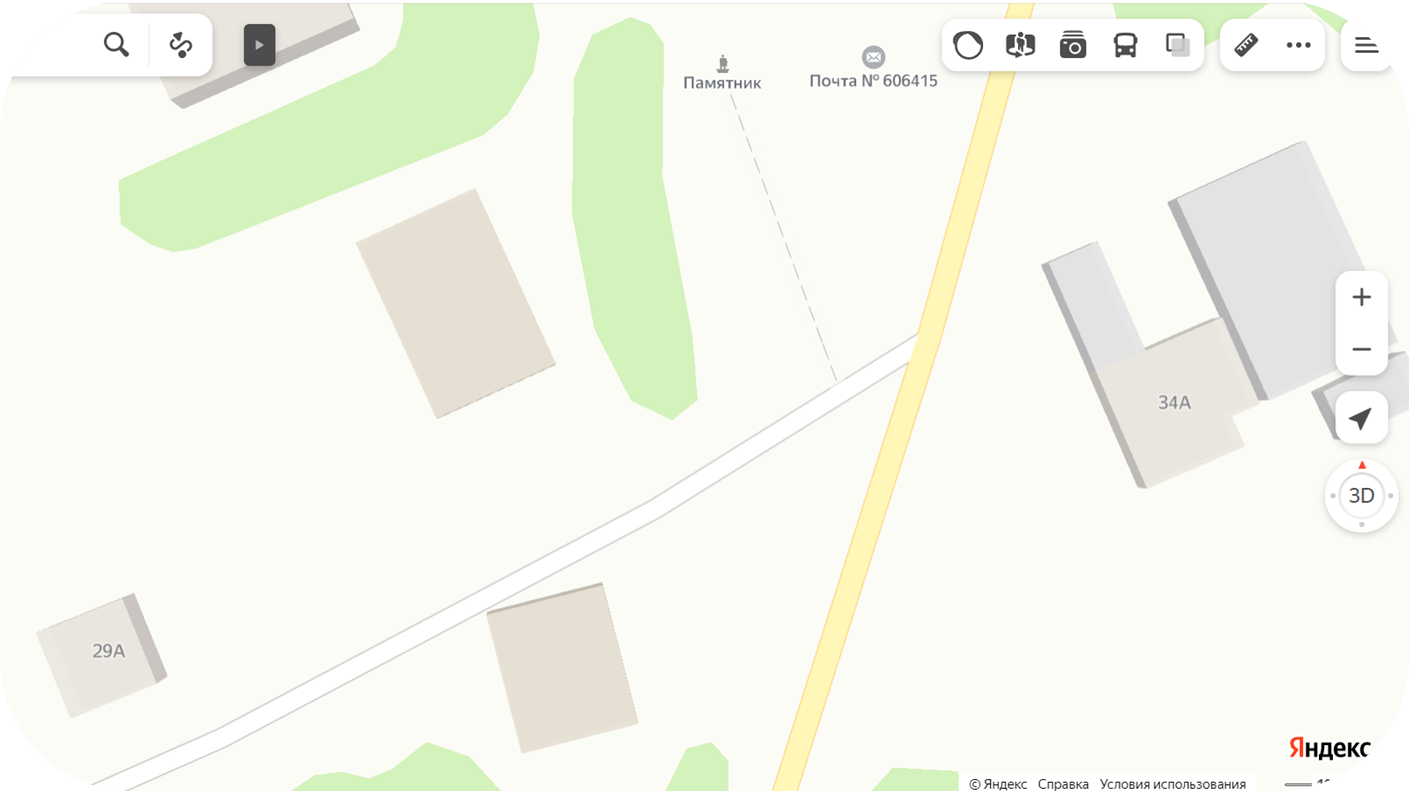 Памятник
Почта № 606415
34А
3D
29А
Яндекс
© Яндекс Справка Условия использования